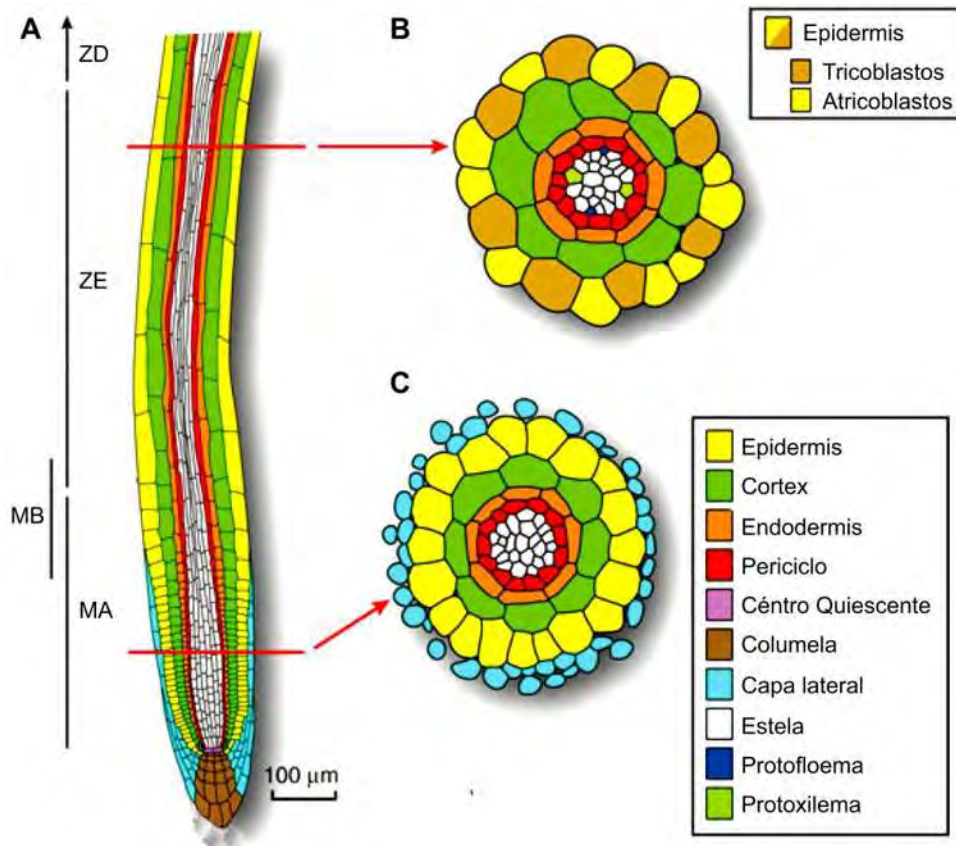 A
ZD
ZE
MB
MA
100 µm
B
Epidermis
Tricoblastos
Atricoblastos
C
Epidermis
Cortex
Endodermis
Periciclo
Céntro Quiescente
Columela
Capa lateral
Estela
Protofloema
Protoxilema